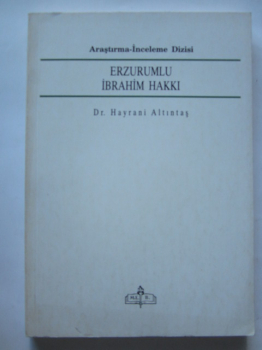 Araştırma-İnceleme Dizisi
ERZURUMLU
İBRAHİM HAKKI
Dr. Hayrani Altıntaş